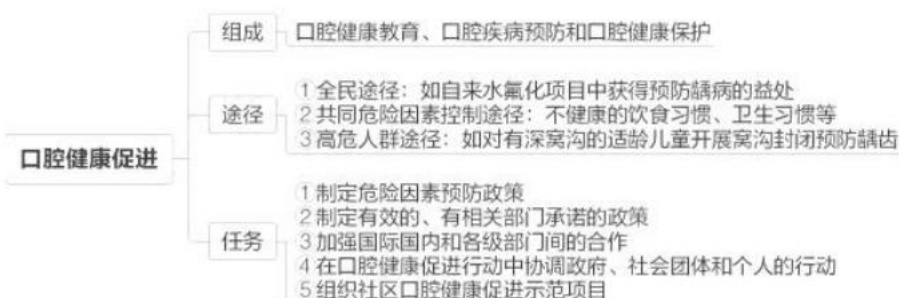 组成
口腔健康教育、口腔疾病预防和口腔健康保护
途径
①全民途径：如自来水氟化项目中获得预防龋病的益处
②共同危险因素控制途径：不健康的饮食习惯、卫生习惯等
③高危人群途径：如对有深窝沟的适龄儿童开展窝沟封闭预防龋齿
口腔健康促进
任务
①制定危险因素预防政策
②制定有效的、有相关部门承诺的政策
③加强国际国内和各级部门间的合作
④在口腔健康促进行动中协调政府、社会团体和个人的行动
⑤组织社区口腔健康促进示范项目